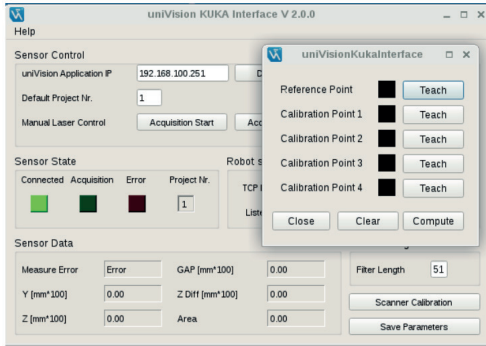 uniVision KUKA Interface V 2.0.0
Help
Sensor Control
uniVision Application IP 192.168.100.251 D
Default Project Nr. 1
Manual Laser Control Acquisition Start Acq
Sensor State
Connected Acquisition Error Project Nr.
1
Robot s
TCP
Liste
Sensor Data
Measure Error Error GAP [mm*100] 0.00
Y [mm*100] 0.00 Z Diff [mm*100] 0.00
Z [mm*100] 0.00 Area 0.00
Filter Length 51
Scanner Calibration
Save Parameters
uniVisionKukaInterface
Reference Point Teach
Calibration Point 1 Teach
Calibration Point 2 Teach
Calibration Point 3 Teach
Calibration Point 4 Teach
Close Clear Compute